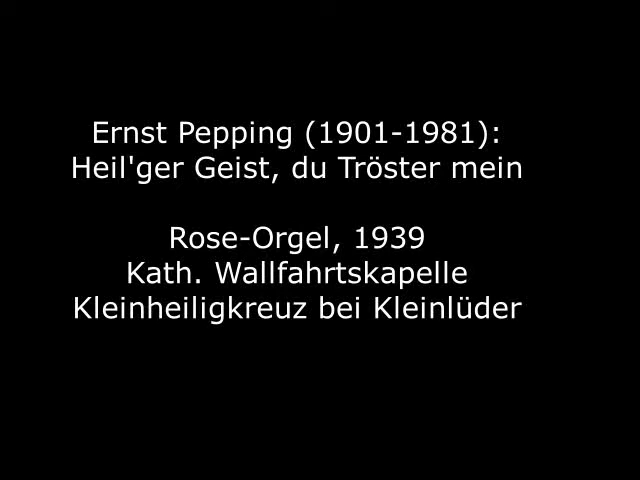 Ernst Pepping (1901-1981):
Heil'ger Geist, du Tröster mein
Rose-Orgel, 1939
Kath. Wallfahrtskapelle
Kleinheiligkreuz bei Kleinlüder